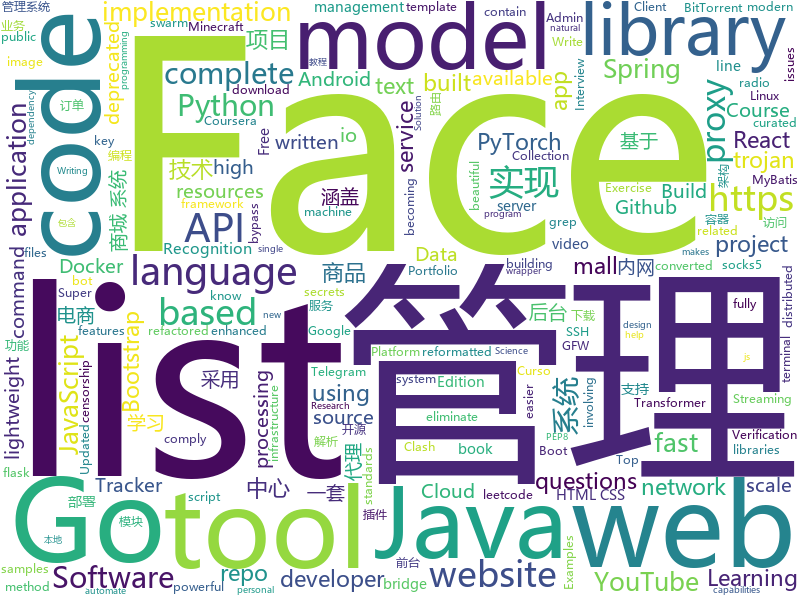 Face
list
管理
Go
tool
Java
web
code
model
library
language
website
Software
API
based
application
complete
implementation
Python
Android
text
built
available
app
Spring
proxy
https
项目
基于
技术
系统
商城
实现
涵盖
deprecated
written
io
service
PyTorch
React
Course
trojan
Build
Github
project
Learning
YouTube
questions
network
scale
fast
mall
内网
商品
电商
采用
学习
后台
代理
中心
一套
部署
模块
resources
Recognition
Docker
JavaScript
Bootstrap
lightweight
command
Tracker
script
developer
processing
using
source
repo
Data
high
Cloud
Edition
book
samples
method
powerful
bridge
management
template
Minecraft
swarm
contain
BitTorrent
modern
Client
Admin
Write
image
public
业务
管理系统
dependency
programming
订单
flask
Updated
censorship
comply
Free
bypass
becoming
key
Coursera
Collection
download
grep
server
video
terminal
distributed
radio
Linux
curated
issues
natural
Interview
MyBatis
related
架构
容器
访问
framework
machine
beautiful
easier
building
Portfolio
know
secrets
refactored
enhanced
features
Super
bot
converted
socks5
编程
功能
files
Google
服务
Telegram
Platform
reformatted
GFW
SSH
system
eliminate
Curso
Science
Streaming
Research
Clash
解析
开源
infrastructure
standards
PEP8
Transformer
Verification
libraries
Boot
Top
HTML CSS
leetcode
involving
支持
插件
前台
下载
路由
Solution
教程
Exercise
program
single
wrapper
new
Examples
design
help
js
makes
fully
personal
automate
capabilities
本地
包含
Writing
line